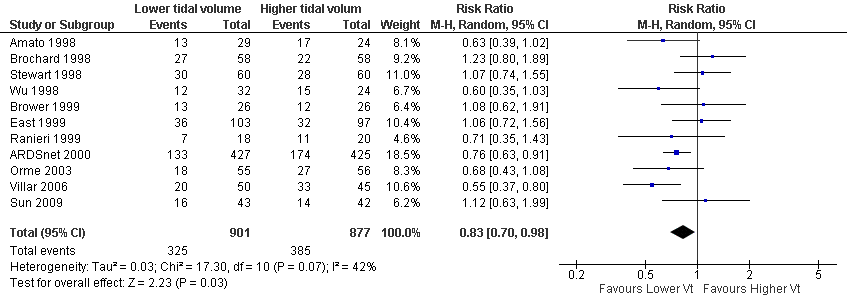 Lower tidal volume Higher tidal volum Risk Ratio Risk Ratio
Study or Subgroup Events Total Events Total Weight M-H, Random, 95% CI M-H, Random, 95% CI
Amato 1998 13 29 17 24 8.1% 0.63 [0.39, 1.02]
Brochard 1998 27 58 22 58 9.2% 1.23 [0.80, 1.89]
Stewart 1998 30 60 28 60 11.0% 1.07 [0.74, 1.55]
Wu 1998 12 32 15 24 6.7% 0.60 [0.35, 1.03]
Brower 1999 13 26 12 26 6.4% 1.08 [0.62, 1.91]
East 1999 36 103 32 97 10.6% 1.06 [0.72, 1.56]
Ranieri 1999 7 18 11 20 4.7% 0.71 [0.35, 1.43]
ARDSnet 2000 133 427 174 425 18.5% 0.76 [0.63, 0.91]
Orme 2003 18 55 27 56 8.2% 0.68 [0.43, 1.08]
Villar 2006 20 50 33 45 10.6% 0.55 [0.37, 0.80]
Sun 2009 16 43 14 42 6.2% 1.12 [0.63, 1.99]
Total (95% CI) 901 877 100.0% 0.83 [0.70, 0.98]
Total events 325 385
Heterogeneity: Tau² = 0.03; Chi² = 17.30, df = 10 (P = 0.07); I² = 42%
Test for overall effect: Z = 2.23 (P = 0.03)
0.2 0.5 1 2 5
Favours Lower Vt Favours Higher Vt